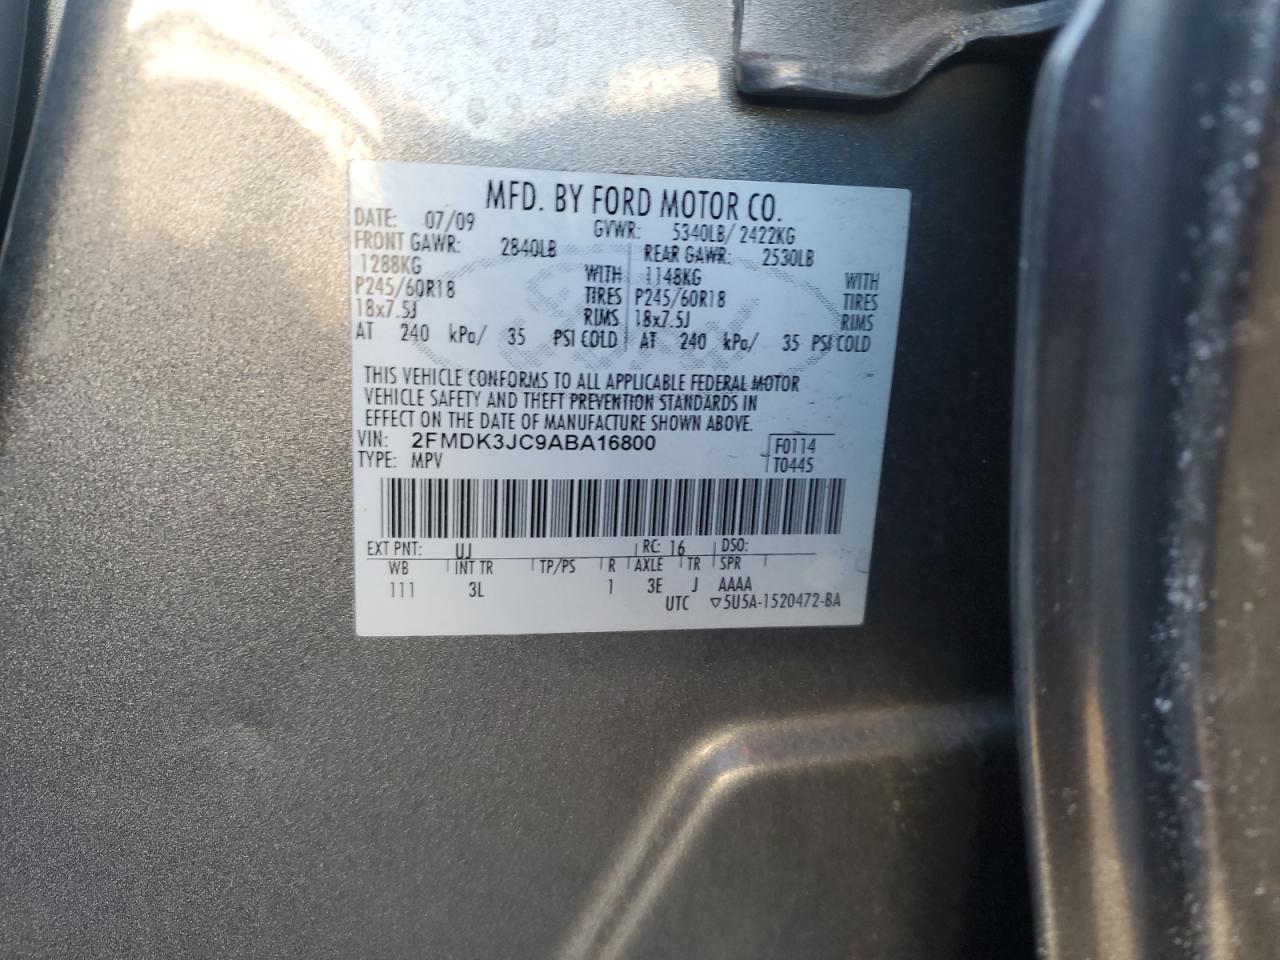 MFD. BY FORD MOTOR CO.
DATE: 07/09 GVWR: 5340LB/ 2422KG
FRONT GAWR: 2840LB REAR GAWR: 2530LB
1288KG WITH 1148KG WITH
P245/60R18 TIRES P245/60R18 TIRES
18x7.5J RIMS 18x7.5J RIMS
AT 240 kPa/ 35 PSI COLD AT 240 kPa/ 35 PSI COLD
THIS VEHICLE CONFORMS TO ALL APPLICABLE FEDERAL MOTOR
VEHICLE SAFETY AND THEFT PREVENTION STANDARDS IN
EFFECT ON THE DATE OF MANUFACTURE SHOWN ABOVE.
VIN: 2FMDK3JC9ABA16800 F0114
TYPE: MPV T0445
EXT PNT: UJ RC: 16 DSO:
WB INT TR TP/PS R AXLE TR SPR
111 3L 1 3E J AAAA
UTC ▽5U5A-1520472-BA